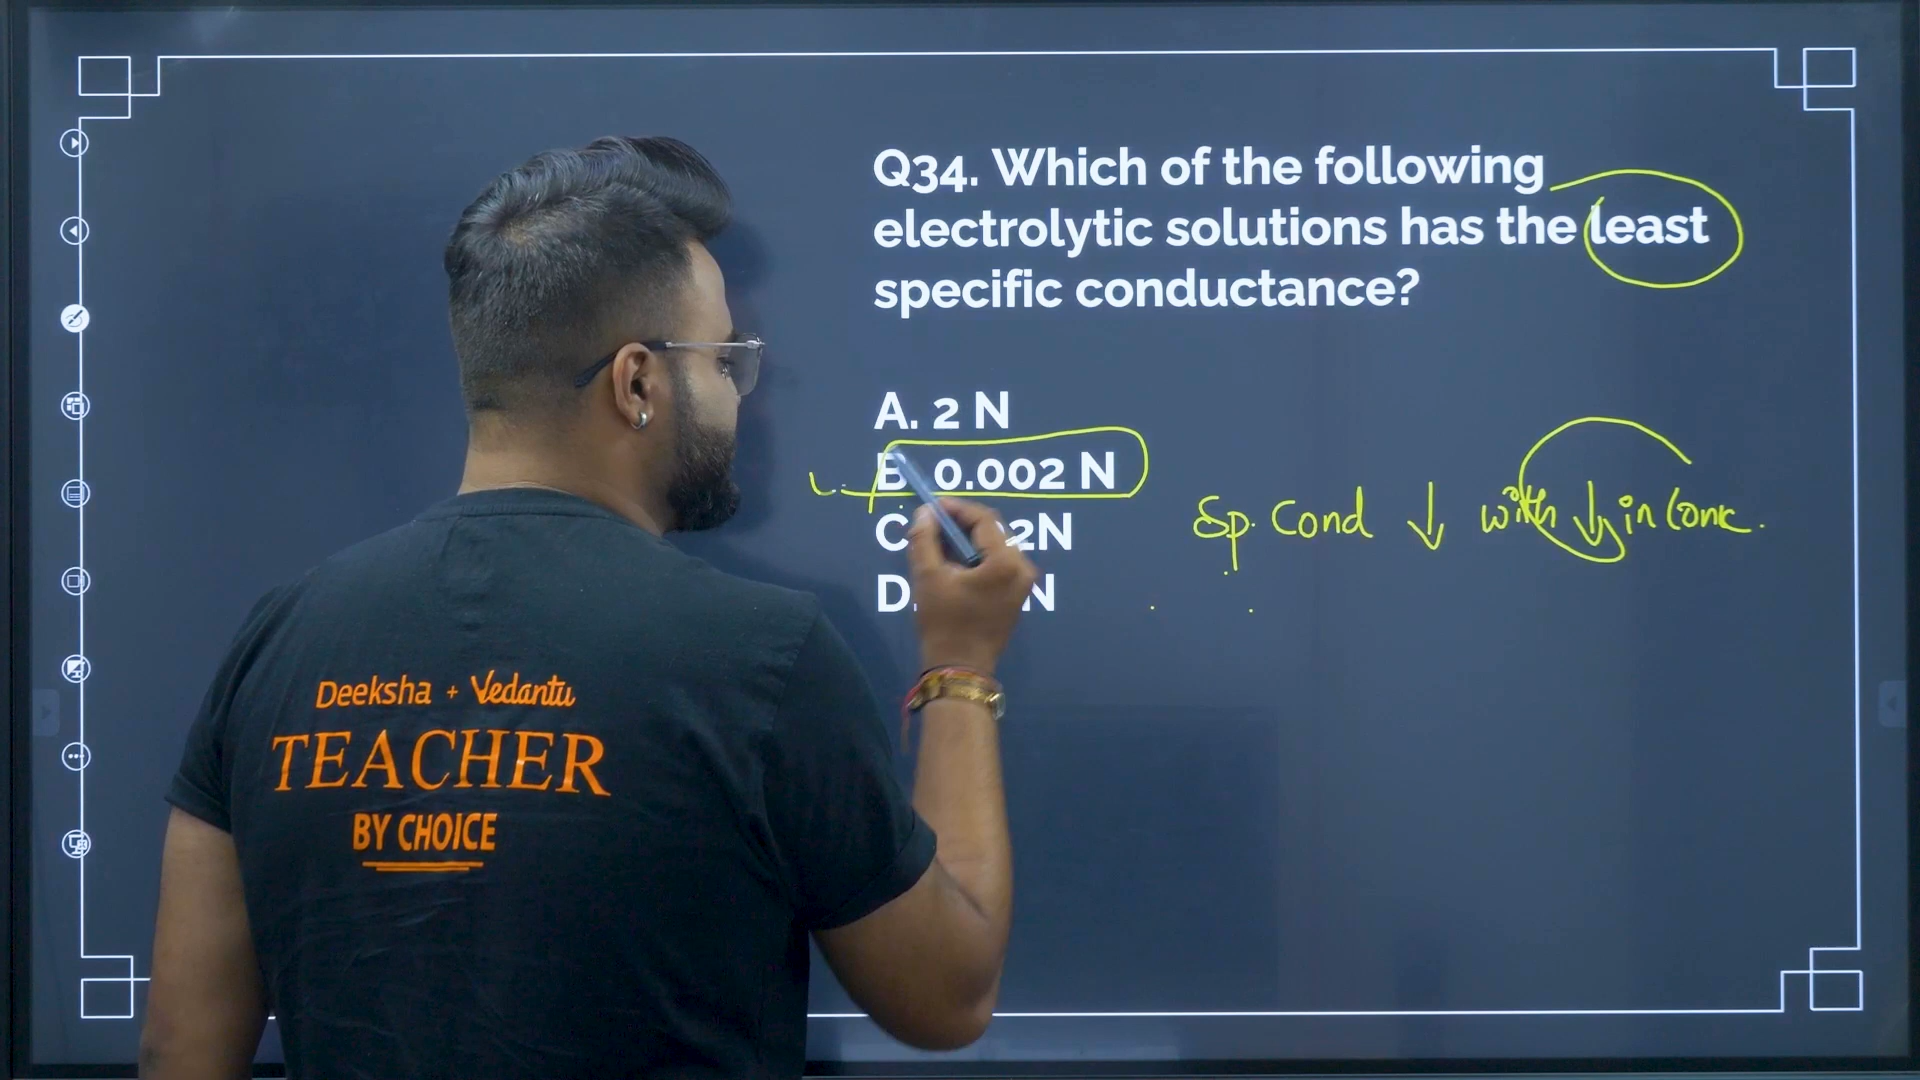 Q34. Which of the following
electrolytic solutions has the least
specific conductance?
A. 2 N
B. 0.002 N
C. 2N
D. N
Sp. Cond ↓ with ↓ in Conc.
Deeksha + Vedantu
TEACHER
BY CHOICE